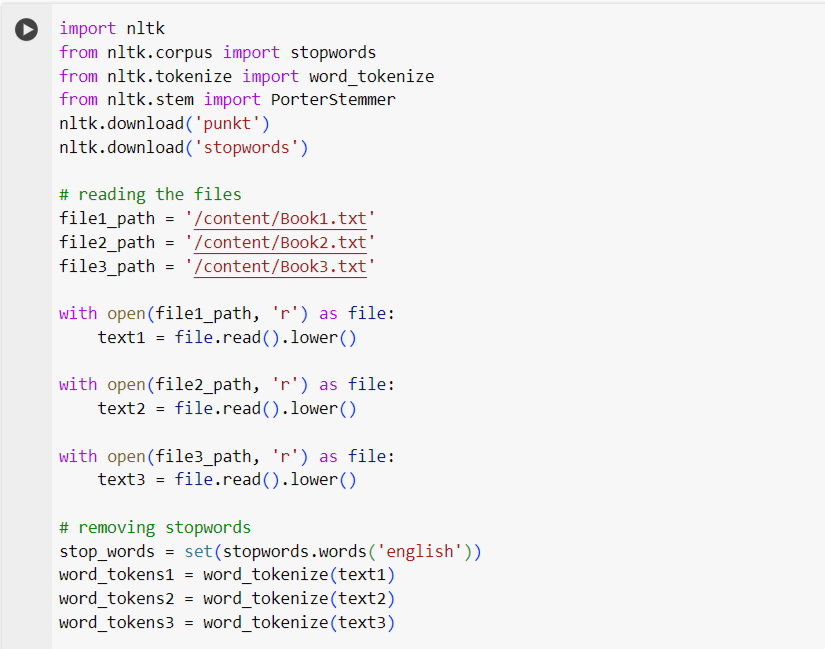 import nltk
from nltk.corpus import stopwords
from nltk.tokenize import word_tokenize
from nltk.stem import PorterStemmer
nltk.download('punkt')
nltk.download('stopwords')

# reading the files
file1_path = '/content/Book1.txt'
file2_path = '/content/Book2.txt'
file3_path = '/content/Book3.txt'

with open(file1_path, 'r') as file:
    text1 = file.read().lower()

with open(file2_path, 'r') as file:
    text2 = file.read().lower()

with open(file3_path, 'r') as file:
    text3 = file.read().lower()

# removing stopwords
stop_words = set(stopwords.words('english'))
word_tokens1 = word_tokenize(text1)
word_tokens2 = word_tokenize(text2)
word_tokens3 = word_tokenize(text3)